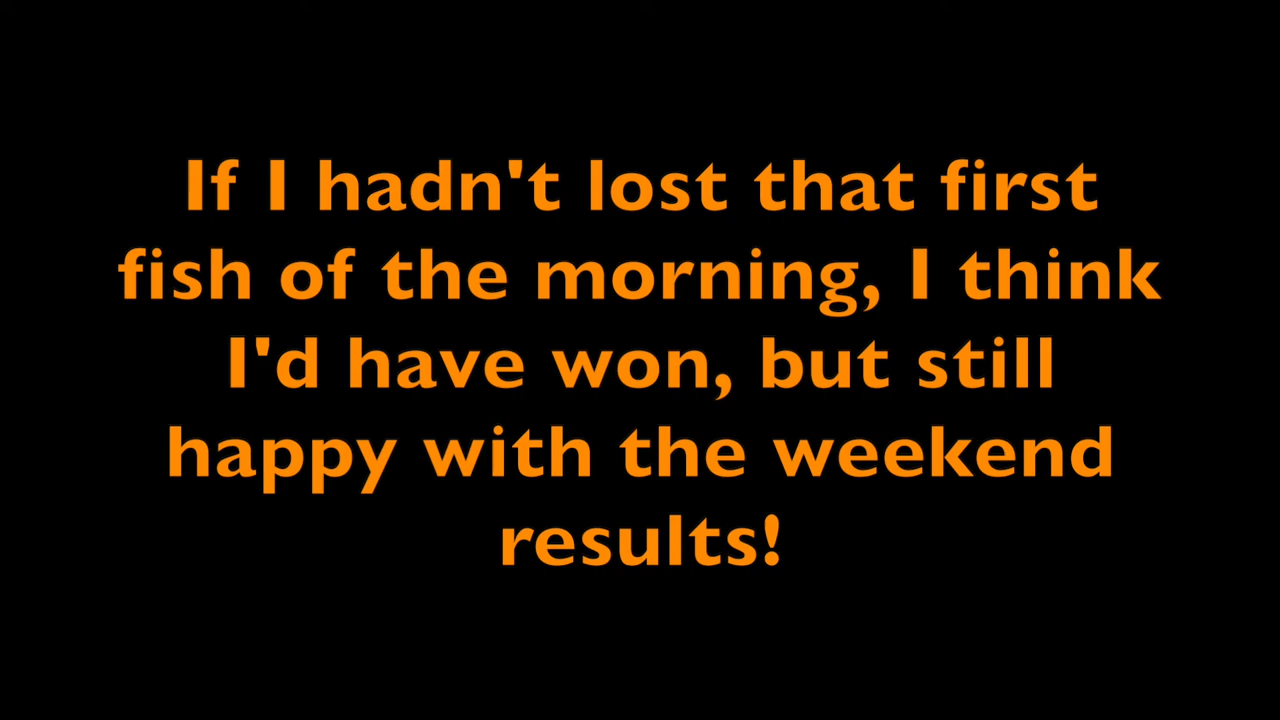 If I hadn't lost that first
fish of the morning, I think
I'd have won, but still
happy with the weekend
results!